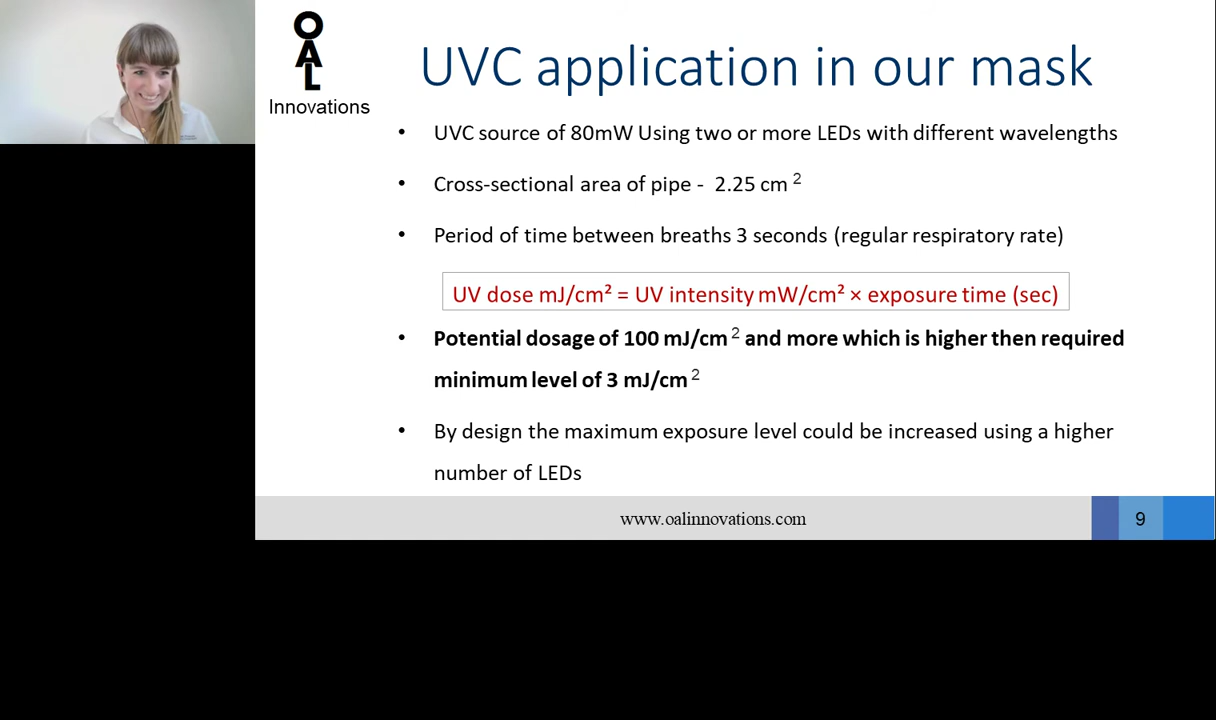 OAL
Innovations
UVC application in our mask
• UVC source of 80mW Using two or more LEDs with different wavelengths
• Cross-sectional area of pipe - 2.25 cm ²
• Period of time between breaths 3 seconds (regular respiratory rate)
UV dose mJ/cm² = UV intensity mW/cm² × exposure time (sec)
• Potential dosage of 100 mJ/cm ² and more which is higher then required
minimum level of 3 mJ/cm ²
• By design the maximum exposure level could be increased using a higher
number of LEDs
www.oalinnovations.com
9